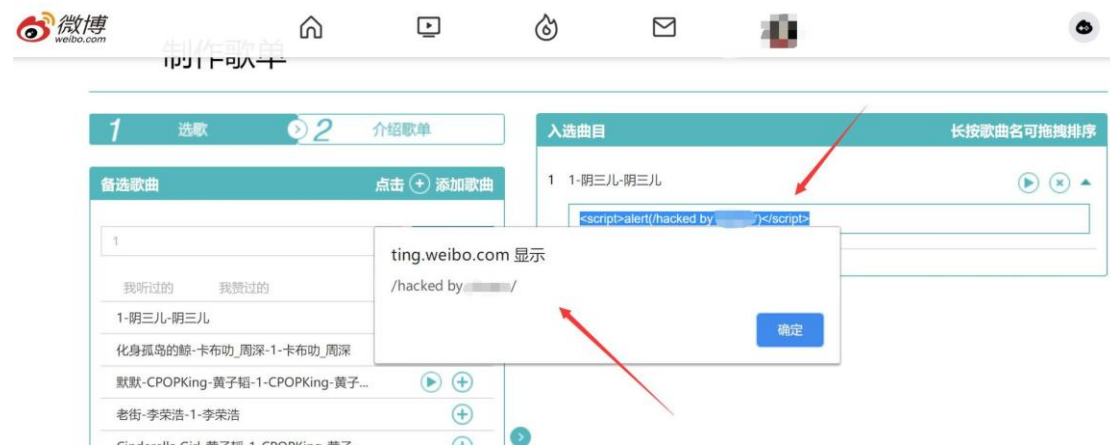 微博
weibo.com
制作歌单
1 选歌 2 介绍歌单
备选歌曲 点击 + 添加歌曲
1
我听过的 我赞过的
1-阴三儿-阴三儿
化身孤岛的鲸-卡布叻_周深-1-卡布叻_周深
默默-CPOPKing-黄子韬-1-CPOPKing-黄子...
老街-李荣浩-1-李荣浩
入选曲目 长按歌曲名可拖拽排序
1 1-阴三儿-阴三儿
<script>alert(/hacked by /)</script>
ting.weibo.com 显示
/hacked by /
确定